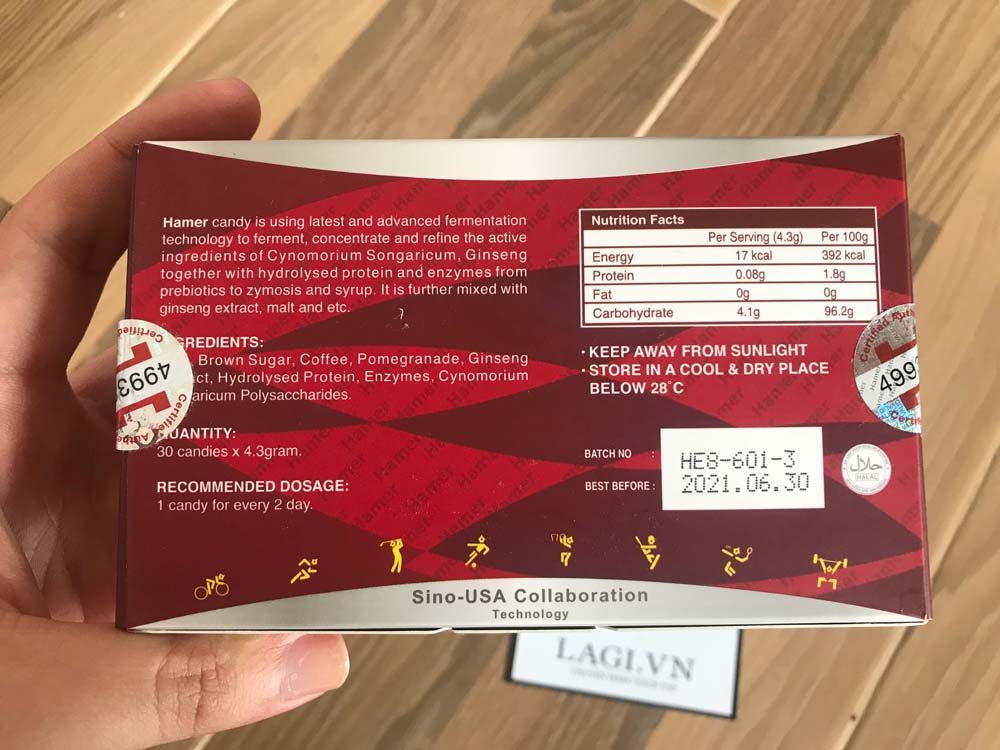 Hamer candy is using latest and advanced fermentation
technology to ferment, concentrate and refine the active
ingredients of Cynomorium Songaricum, Ginseng
together with hydrolysed protein and enzymes from
prebiotics to zymosis and syrup. It is further mixed with
ginseng extract, malt and etc.
GREDIENTS:
Brown Sugar, Coffee, Pomegranade, Ginseng
act, Hydrolysed Protein, Enzymes, Cynomorium
aricum Polysaccharides.
UANTITY:
30 candies x 4.3gram.
RECOMMENDED DOSAGE:
1 candy for every 2 day.
Nutrition Facts
Per Serving (4.3g) Per 100g
Energy 17 kcal 392 kcal
Protein 0.08g 1.8g
Fat 0g 0g
Carbohydrate 4.1g 96.2g
• KEEP AWAY FROM SUNLIGHT
• STORE IN A COOL & DRY PLACE
BELOW 28°C
BATCH NO : HE8-601-3
BEST BEFORE : 2021.06.30
حلال
HALAL
Certified
4993
Certified
Certified Auth
499
Sino-USA Collaboration
Technology
LAGI.VN